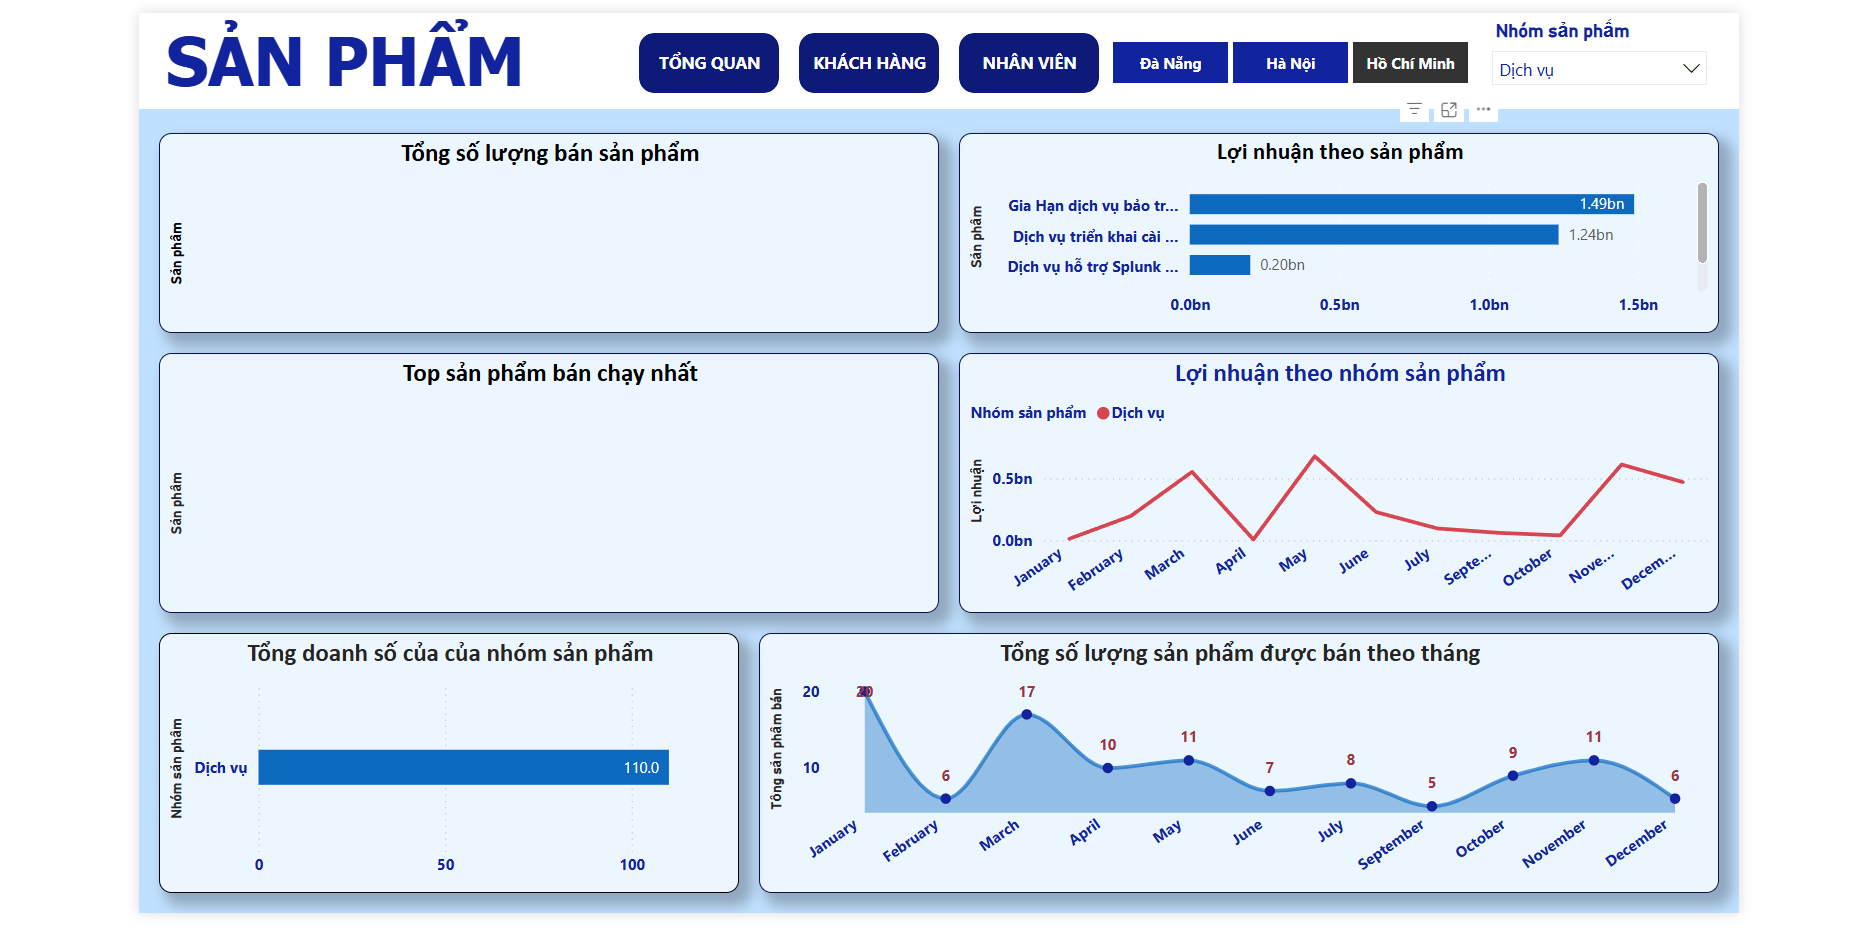 SẢN PHẨM
TỔNG QUAN
KHÁCH HÀNG
NHÂN VIÊN
Đà Nẵng
Hà Nội
Hồ Chí Minh
Nhóm sản phẩm
Dịch vụ
Tổng số lượng bán sản phẩm
Sản phẩm
Lợi nhuận theo sản phẩm
Sản phẩm
Gia Hạn dịch vụ bảo tr... 1.49bn
Dịch vụ triển khai cài ... 1.24bn
Dịch vụ hỗ trợ Splunk ... 0.20bn
0.0bn 0.5bn 1.0bn 1.5bn
Top sản phẩm bán chạy nhất
Sản phẩm
Lợi nhuận theo nhóm sản phẩm
Nhóm sản phẩm Dịch vụ
Lợi nhuận
0.5bn
0.0bn
January February March April May June July Septe... October Nove... Decem...
Tổng doanh số của của nhóm sản phẩm
Nhóm sản phẩm
Dịch vụ 110.0
0 50 100
Tổng số lượng sản phẩm được bán theo tháng
Tổng sản phẩm bán
20
10
20 6 17 10 11 7 8 5 9 11 6
January February March April May June July September October November December